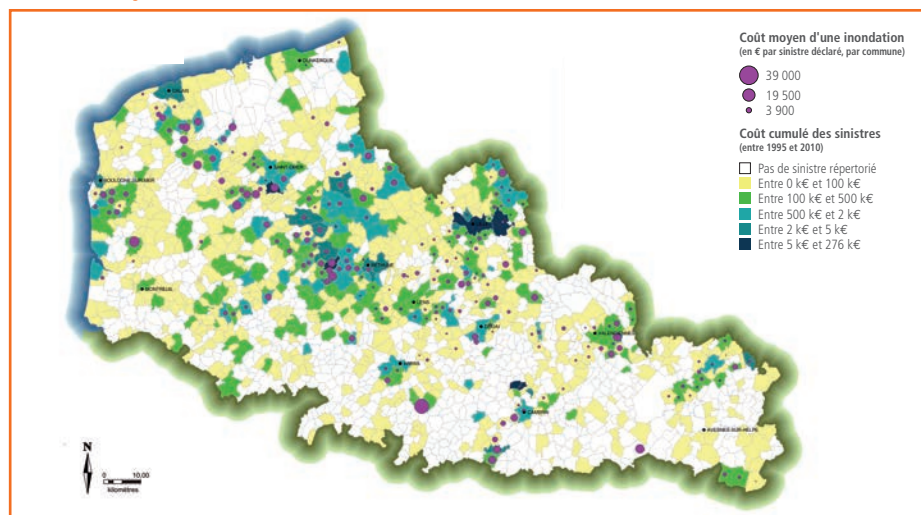 Coût moyen d'une inondation
(en € par sinistre déclaré, par commune)
39 000
19 500
3 900
Coût cumulé des sinistres
(entre 1995 et 2010)
Pas de sinistre répertorié
Entre 0 k€ et 100 k€
Entre 100 k€ et 500 k€
Entre 500 k€ et 2 k€
Entre 2 k€ et 5 k€
Entre 5 k€ et 276 k€
DUNKERQUE
CALAIS
SAINT-OMER
BOULOGNE-SUR-MER
BETHUNE
MONTREUIL
LENS
DOUAI
VALENCIENNES
ARRAS
CAMBRAI
AVESNES-SUR-HELPE
N
0 10,00
kilomètres